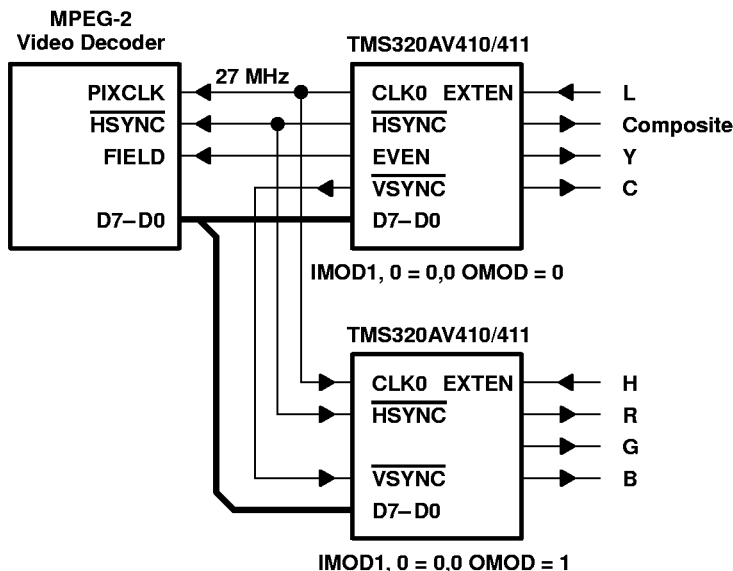 MPEG-2
Video Decoder
TMS320AV410/411
PIXCLK
27 MHz
CLK0 EXTEN
L
HSYNC
HSYNC
Composite
FIELD
EVEN
Y
VSYNC
C
D7–D0
D7–D0
IMOD1, 0 = 0,0 OMOD = 0
TMS320AV410/411
CLK0 EXTEN
H
HSYNC
R
G
VSYNC
B
D7–D0
IMOD1, 0 = 0,0 OMOD = 1